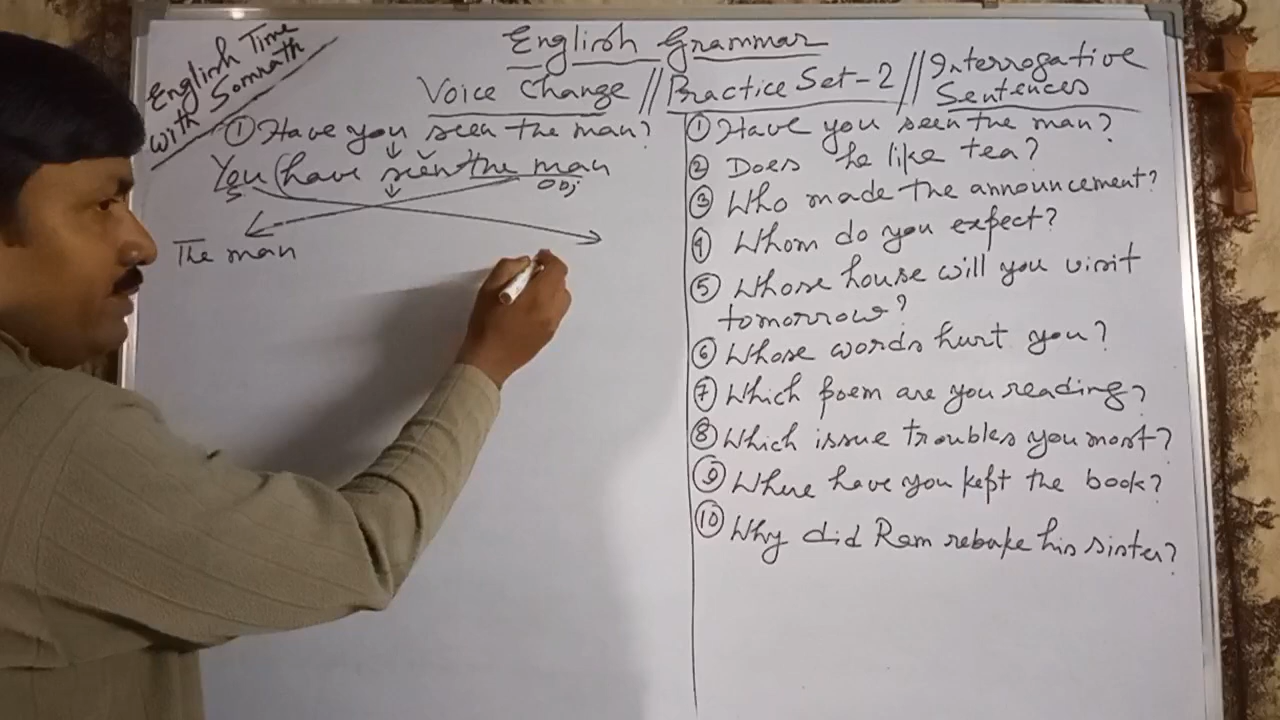 English Time
with Somnath
English Grammar
Voice Change // Practice Set-2 // Interrogative Sentences
① Have you seen the man?
You (have seen the man
S
V
Obj
The man
① Have you seen the man?
② Does he like tea?
③ Who made the announcement?
④ Whom do you expect?
⑤ Whose house will you visit
tomorrow?
⑥ Whose words hurt you?
⑦ Which poem are you reading?
⑧ Which issue troubles you most?
⑨ Where have you kept the book?
⑩ Why did Ram rebuke his sister?